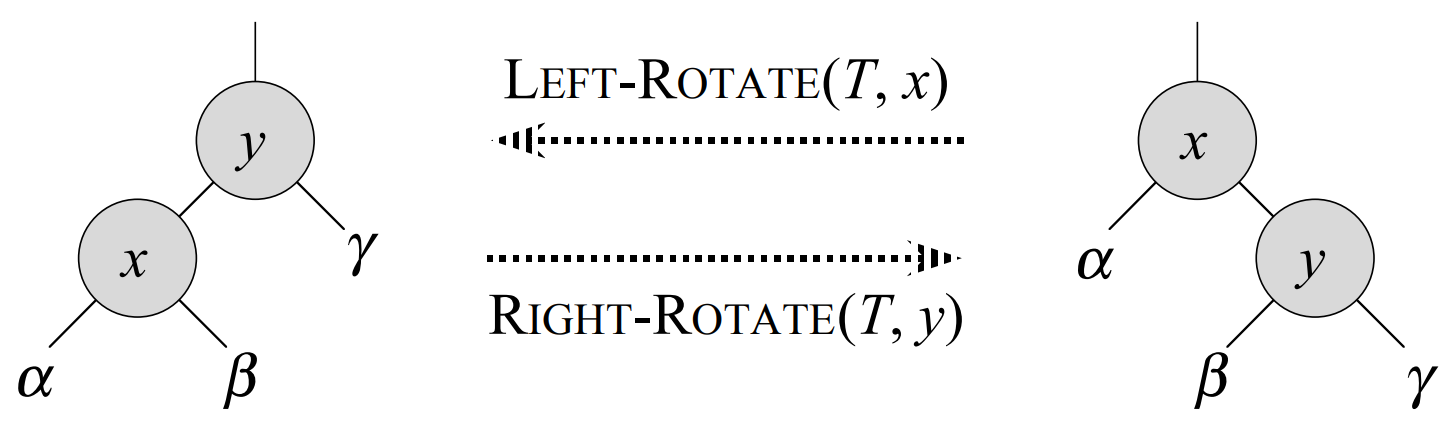 LEFT-ROTATE(T, x)
y
x
γ
α
β
RIGHT-ROTATE(T, y)
x
α
y
β
γ